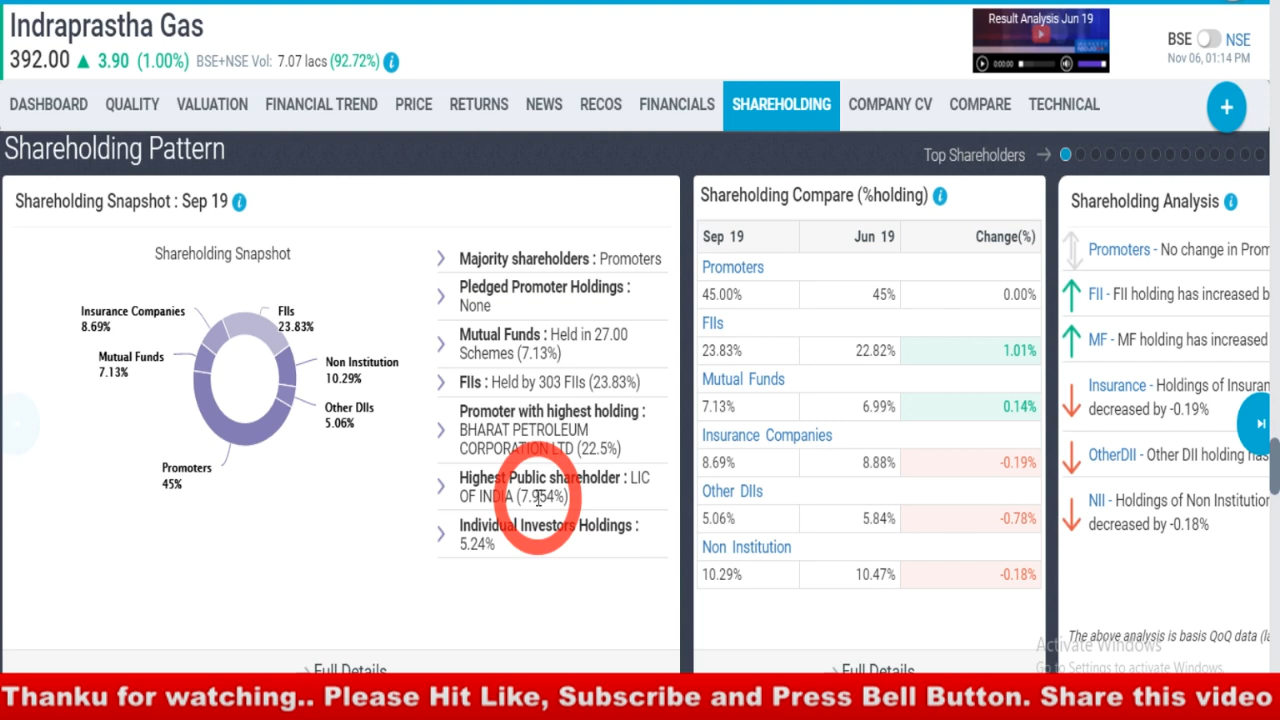 Indraprastha Gas
392.00 ▲ 3.90 (1.00%) BSE+NSE Vol: 7.07 lacs (92.72%) i
Result Analysis Jun 19
0:00:00
BSE NSE
Nov 06, 01:14 PM
DASHBOARD QUALITY VALUATION FINANCIAL TREND PRICE RETURNS NEWS RECOS FINANCIALS SHAREHOLDING COMPANY CV COMPARE TECHNICAL
+
Shareholding Pattern
Top Shareholders →
Shareholding Snapshot : Sep 19 i
Shareholding Snapshot
Insurance Companies
8.69%
FIIs
23.83%
Mutual Funds
7.13%
Non Institution
10.29%
Other DIIs
5.06%
Promoters
45%
Majority shareholders : Promoters
Pledged Promoter Holdings :
None
Mutual Funds : Held in 27.00
Schemes (7.13%)
FIIs : Held by 303 FIIs (23.83%)
Promoter with highest holding :
BHARAT PETROLEUM
CORPORATION LTD (22.5%)
Highest Public shareholder : LIC
OF INDIA (7.954%)
Individual Investors Holdings :
5.24%
Full Details
Shareholding Compare (%holding) i
Sep 19 Jun 19 Change(%)
Promoters
45.00% 45% 0.00%
FIIs
23.83% 22.82% 1.01%
Mutual Funds
7.13% 6.99% 0.14%
Insurance Companies
8.69% 8.88% -0.19%
Other DIIs
5.06% 5.84% -0.78%
Non Institution
10.29% 10.47% -0.18%
Full Details
Shareholding Analysis i
Promoters - No change in Prom
FII - FII holding has increased b
MF - MF holding has increased
Insurance - Holdings of Insuran
decreased by -0.19%
OtherDII - Other DII holding has
NII - Holdings of Non Institution
decreased by -0.18%
The above analysis is basis QoQ data (la
Activate Windows
Go to Settings to activate Windows.
Thanku for watching.. Please Hit Like, Subscribe and Press Bell Button. Share this video